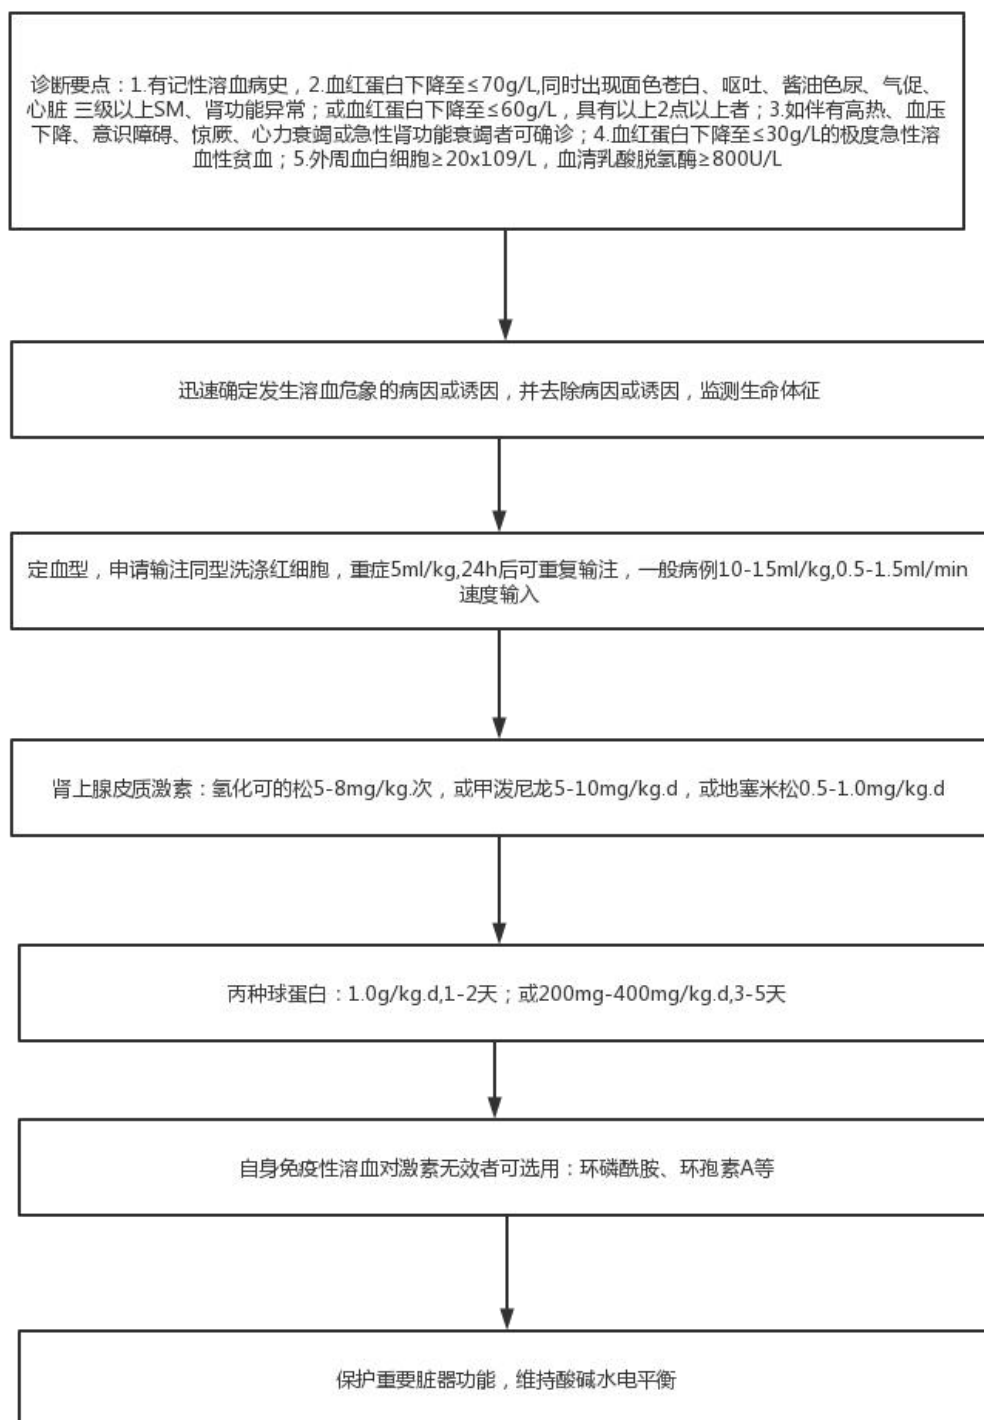 诊断要点：1.有记性溶血病史，2.血红蛋白下降至≤70g/L,同时出现面色苍白、呕吐、酱油色尿、气促、
心脏 三级以上SM、肾功能异常；或血红蛋白下降至≤60g/L，具有以上2点以上者；3.如伴有高热、血压
下降、意识障碍、惊厥、心力衰竭或急性肾功能衰竭者可确诊；4.血红蛋白下降至≤30g/L的极度急性溶
血性贫血；5.外周血白细胞≥20x109/L，血清乳酸脱氢酶≥800U/L
迅速确定发生溶血危象的病因或诱因，并去除病因或诱因，监测生命体征
定血型，申请输注同型洗涤红细胞，重症5ml/kg,24h后可重复输注，一般病例10-15ml/kg,0.5-1.5ml/min
速度输入
肾上腺皮质激素：氢化可的松5-8mg/kg.次，或甲泼尼龙5-10mg/kg.d，或地塞米松0.5-1.0mg/kg.d
丙种球蛋白：1.0g/kg.d,1-2天；或200mg-400mg/kg.d,3-5天
自身免疫性溶血对激素无效者可选用：环磷酰胺、环孢素A等
保护重要脏器功能，维持酸碱水电平衡